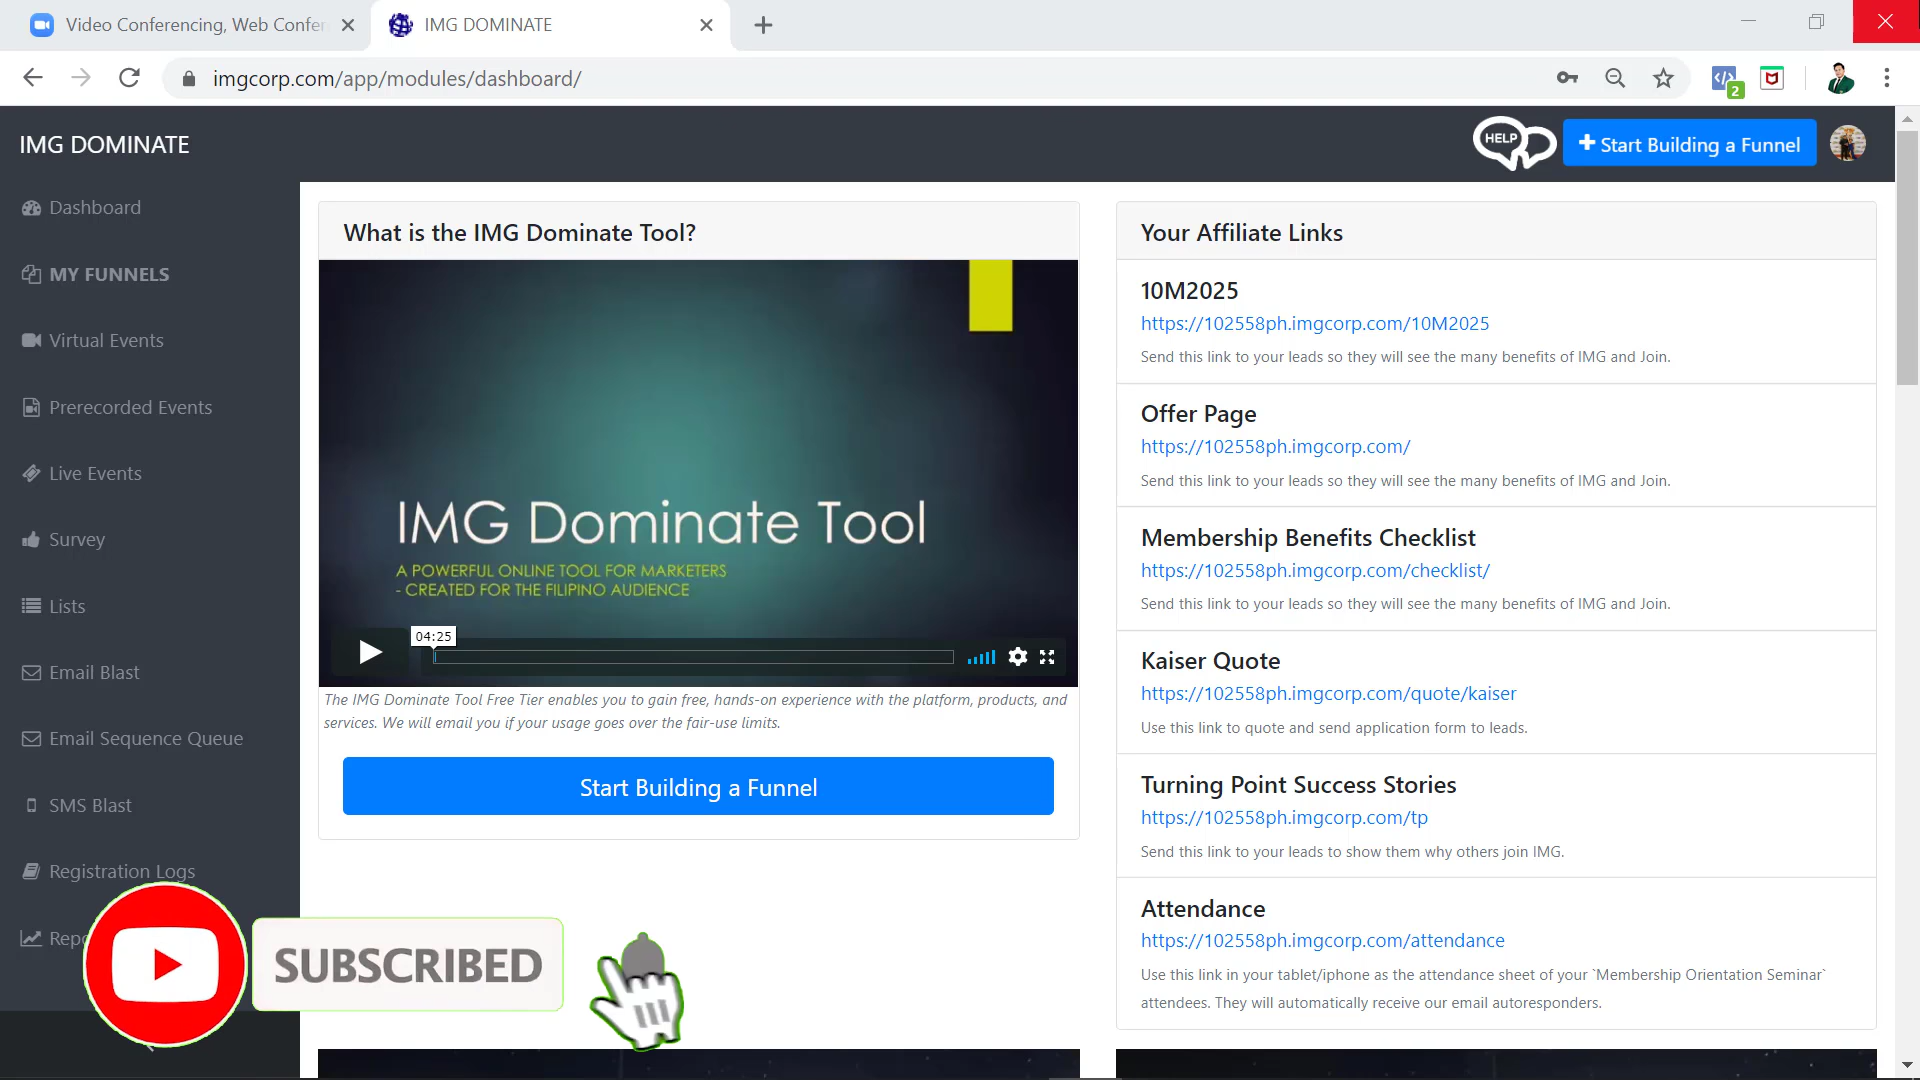 Video Conferencing, Web Confer
IMG DOMINATE
imgcorp.com/app/modules/dashboard/
2
IMG DOMINATE
HELP
Start Building a Funnel
Dashboard
MY FUNNELS
Virtual Events
Prerecorded Events
Live Events
Survey
Lists
Email Blast
Email Sequence Queue
SMS Blast
Registration Logs
Repo
What is the IMG Dominate Tool?
IMG Dominate Tool
A POWERFUL ONLINE TOOL FOR MARKETERS
- CREATED FOR THE FILIPINO AUDIENCE
04:25
The IMG Dominate Tool Free Tier enables you to gain free, hands-on experience with the platform, products, and
services. We will email you if your usage goes over the fair-use limits.
Start Building a Funnel
Your Affiliate Links
10M2025
https://102558ph.imgcorp.com/10M2025
Send this link to your leads so they will see the many benefits of IMG and Join.
Offer Page
https://102558ph.imgcorp.com/
Send this link to your leads so they will see the many benefits of IMG and Join.
Membership Benefits Checklist
https://102558ph.imgcorp.com/checklist/
Send this link to your leads so they will see the many benefits of IMG and Join.
Kaiser Quote
https://102558ph.imgcorp.com/quote/kaiser
Use this link to quote and send application form to leads.
Turning Point Success Stories
https://102558ph.imgcorp.com/tp
Send this link to your leads to show them why others join IMG.
Attendance
https://102558ph.imgcorp.com/attendance
Use this link in your tablet/iphone as the attendance sheet of your `Membership Orientation Seminar`
attendees. They will automatically receive our email autoresponders.
SUBSCRIBED